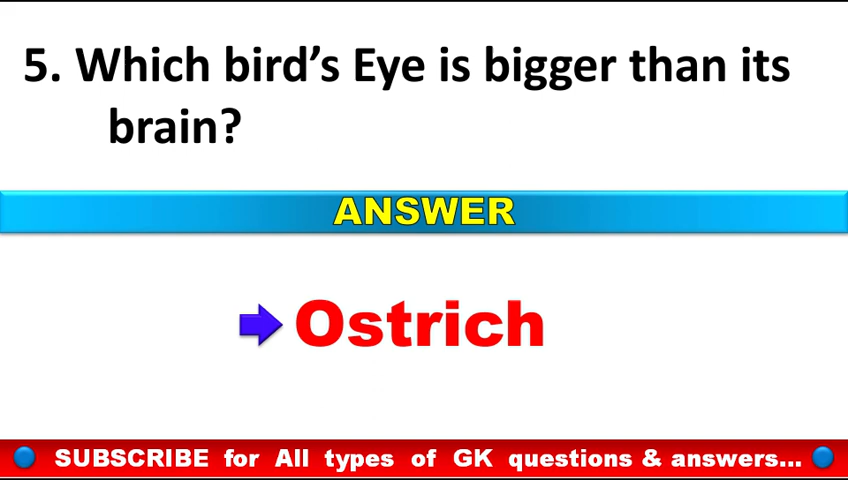 5. Which bird’s Eye is bigger than its
brain?
ANSWER
Ostrich
SUBSCRIBE for All types of GK questions & answers...